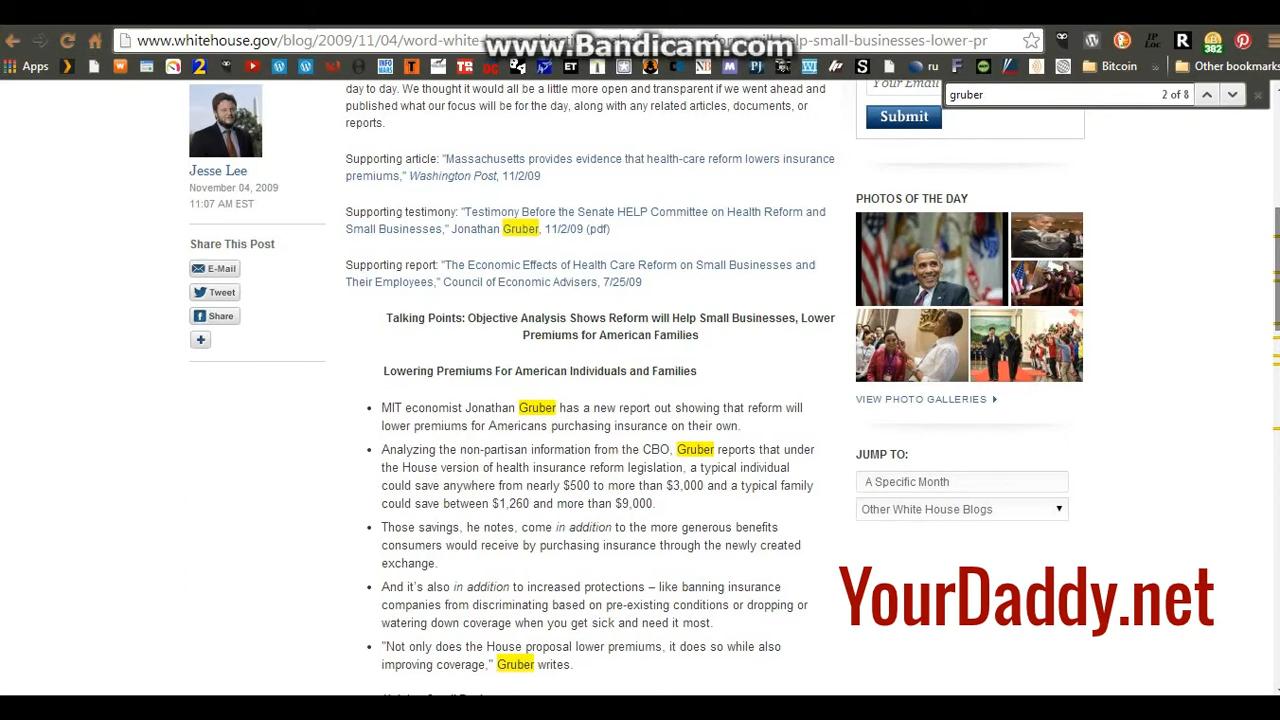 www.Bandicam.com
www.whitehouse.gov/blog/2009/11/04/word-white-house-objective-analysis-shows-reform-will-help-small-businesses-lower-pr
Apps
Bitcoin
Other bookmarks
gruber
2 of 8
day to day. We thought it would all be a little more open and transparent if we went ahead and
published what our focus will be for the day, along with any related articles, documents, or
reports.
Jesse Lee
November 04, 2009
11:07 AM EST
Share This Post
E-Mail
Tweet
Share
Supporting article: "Massachusetts provides evidence that health-care reform lowers insurance
premiums," Washington Post, 11/2/09
Supporting testimony: "Testimony Before the Senate HELP Committee on Health Reform and
Small Businesses," Jonathan Gruber, 11/2/09 (pdf)
Supporting report: "The Economic Effects of Health Care Reform on Small Businesses and
Their Employees," Council of Economic Advisers, 7/25/09
Talking Points: Objective Analysis Shows Reform will Help Small Businesses, Lower
Premiums for American Families
Lowering Premiums For American Individuals and Families
• MIT economist Jonathan Gruber has a new report out showing that reform will
lower premiums for Americans purchasing insurance on their own.
• Analyzing the non-partisan information from the CBO, Gruber reports that under
the House version of health insurance reform legislation, a typical individual
could save anywhere from nearly $500 to more than $3,000 and a typical family
could save between $1,260 and more than $9,000.
• Those savings, he notes, come in addition to the more generous benefits
consumers would receive by purchasing insurance through the newly created
exchange.
• And it's also in addition to increased protections – like banning insurance
companies from discriminating based on pre-existing conditions or dropping or
watering down coverage when you get sick and need it most.
• "Not only does the House proposal lower premiums, it does so while also
improving coverage," Gruber writes.
Your Email
Submit
PHOTOS OF THE DAY
VIEW PHOTO GALLERIES
JUMP TO:
A Specific Month
Other White House Blogs
YourDaddy.net